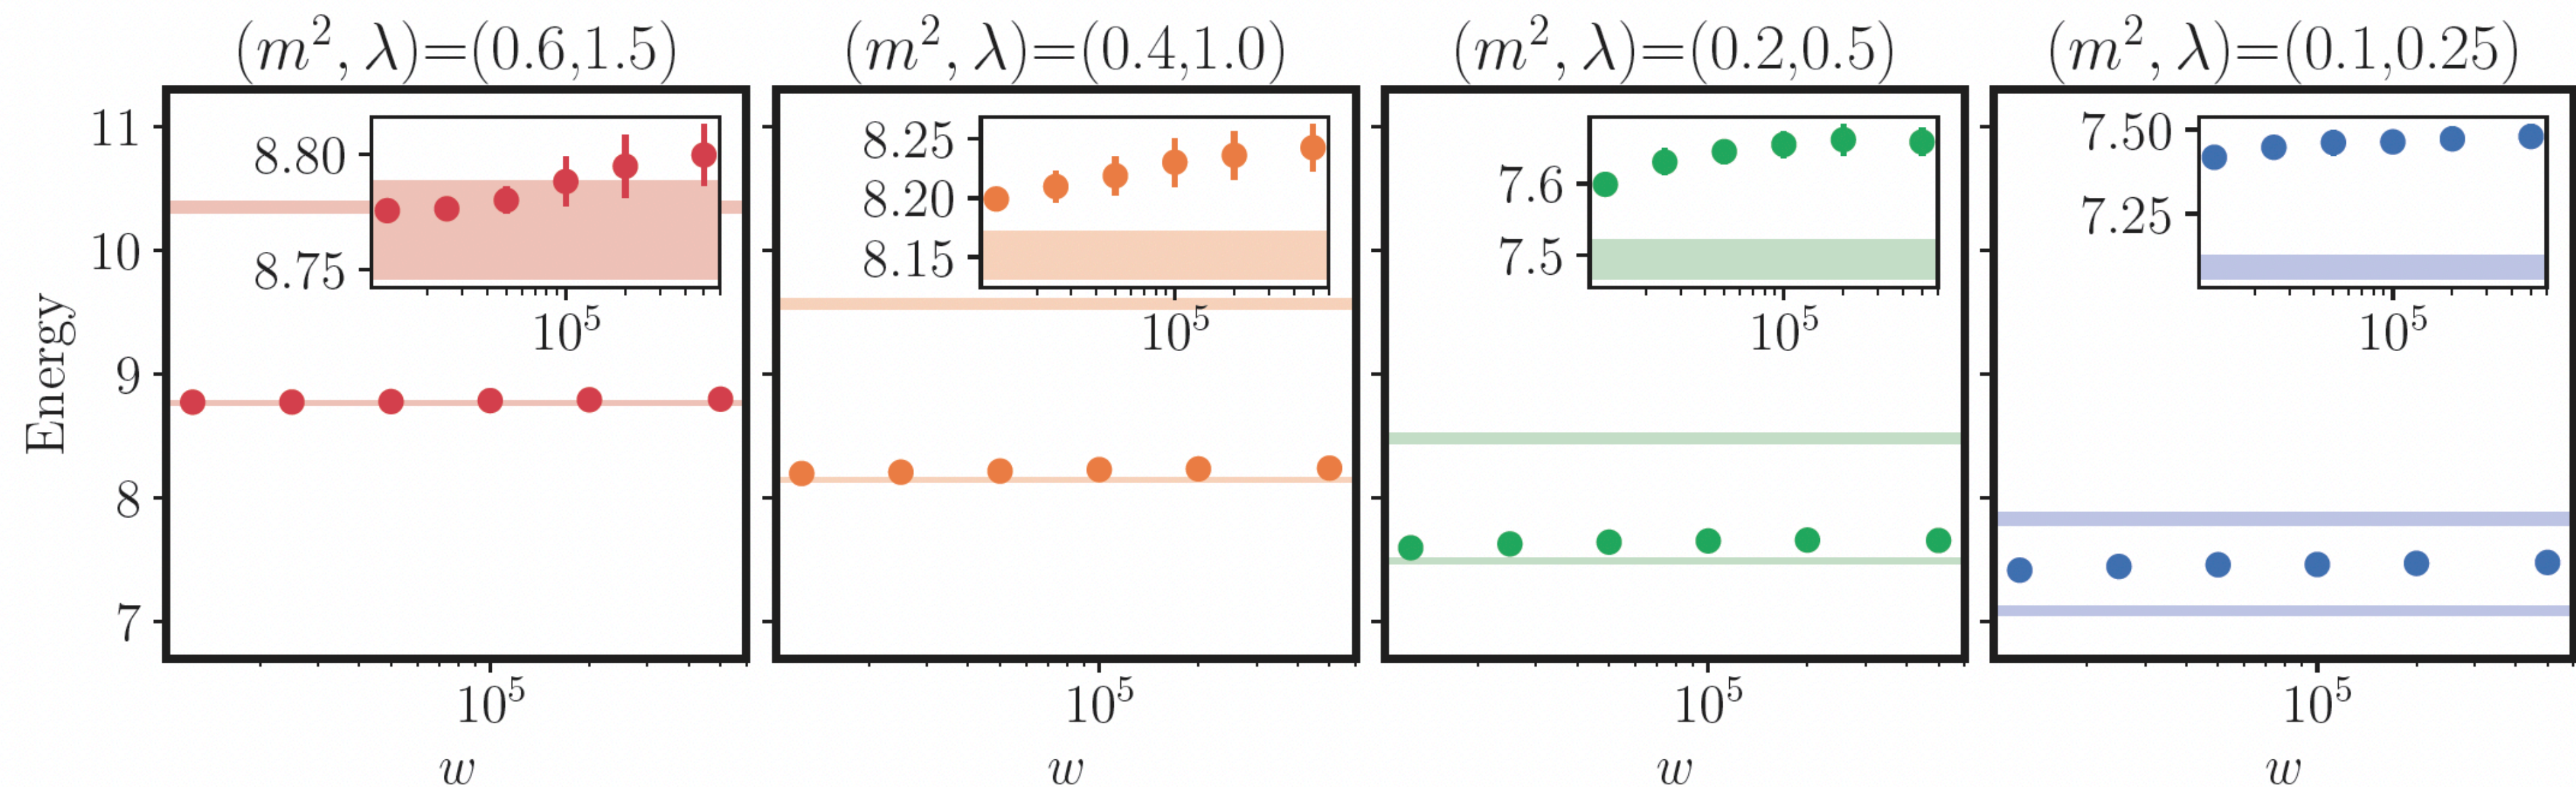 (m², λ)=(0.6,1.5)
(m², λ)=(0.4,1.0)
(m², λ)=(0.2,0.5)
(m², λ)=(0.1,0.25)
Energy
11
10
9
8
7
8.80
8.75
10⁵
10⁵
w
8.25
8.20
8.15
10⁵
10⁵
w
7.6
7.5
10⁵
10⁵
w
7.50
7.25
10⁵
10⁵
w